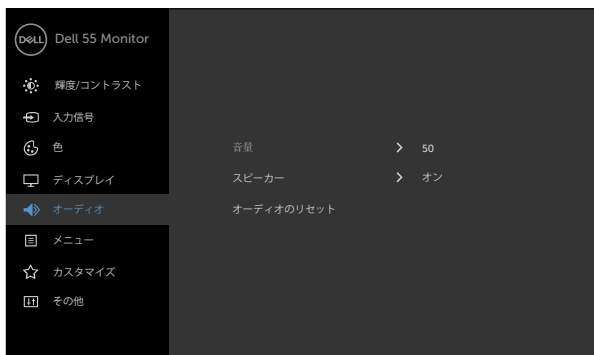 DELL Dell 55 Monitor
輝度/コントラスト
入力信号
色
ディスプレイ
オーディオ
メニュー
カスタマイズ
その他
音量 > 50
スピーカー > オン
オーディオのリセット